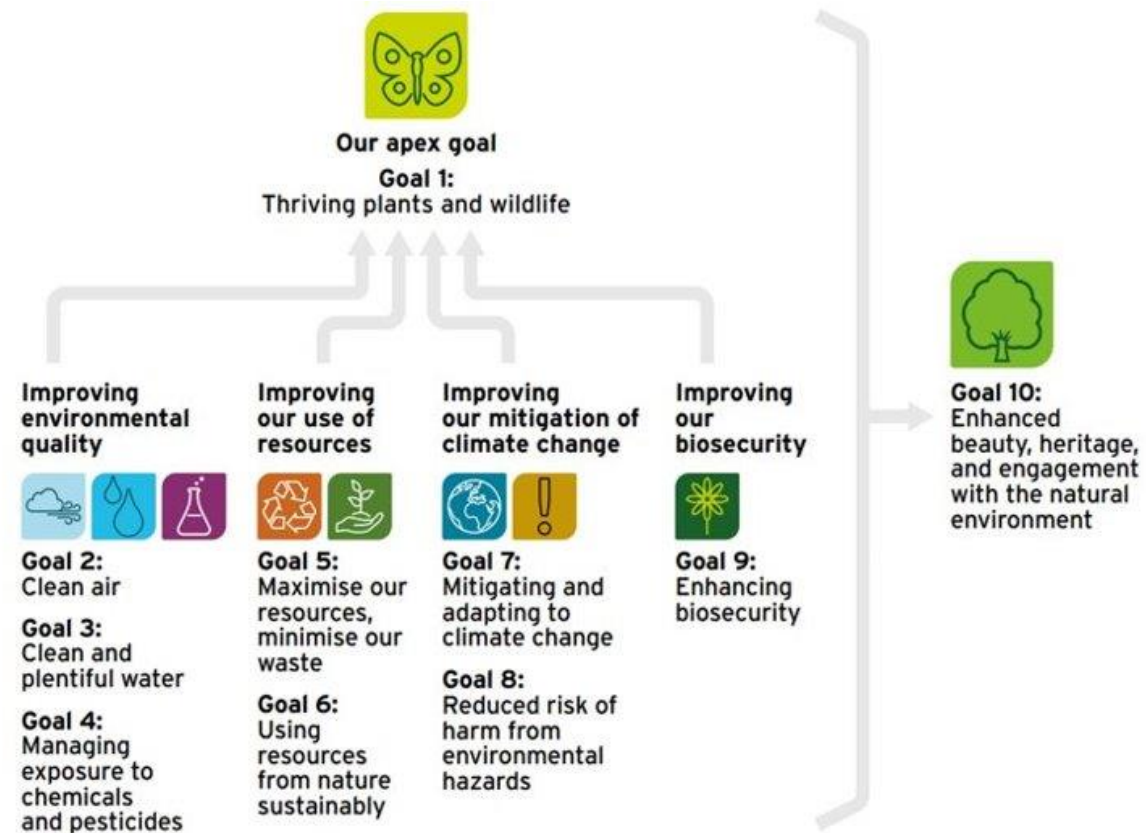 Our apex goal
Goal 1:
Thriving plants and wildlife
Improving
environmental
quality
Goal 2:
Clean air
Goal 3:
Clean and
plentiful water
Goal 4:
Managing
exposure to
chemicals
and pesticides
Improving
our use of
resources
Goal 5:
Maximise our
resources,
minimise our
waste
Goal 6:
Using
resources
from nature
sustainably
Improving
our mitigation of
climate change
Goal 7:
Mitigating and
adapting to
climate change
Goal 8:
Reduced risk of
harm from
environmental
hazards
Improving
our
biosecurity
Goal 9:
Enhancing
biosecurity
Goal 10:
Enhanced
beauty, heritage,
and engagement
with the natural
environment